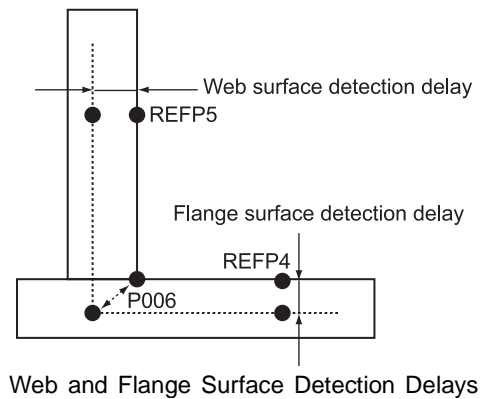 Web surface detection delay
REFP5
Flange surface detection delay
REFP4
P006
Web and Flange Surface Detection Delays